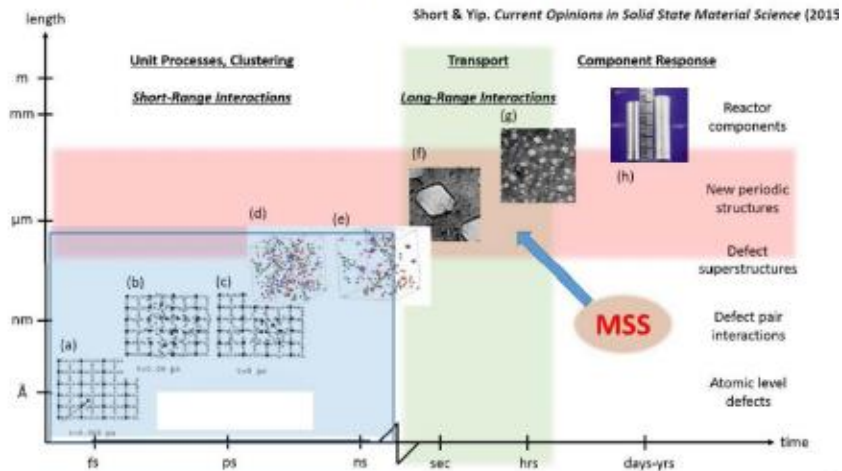 Short & Yip. Current Opinions in Solid State Material Science (2015
length
Unit Processes, Clustering
Transport
Component Response
Short-Range Interactions
Long-Range Interactions
m
mm
μm
nm
Å
(a)
(b)
(c)
(d)
(e)
(f)
(g)
(h)
Reactor
components
New periodic
structures
Defect
superstructures
Defect pair
interactions
Atomic level
defects
MSS
fs
ps
ns
sec
hrs
days-yrs
time